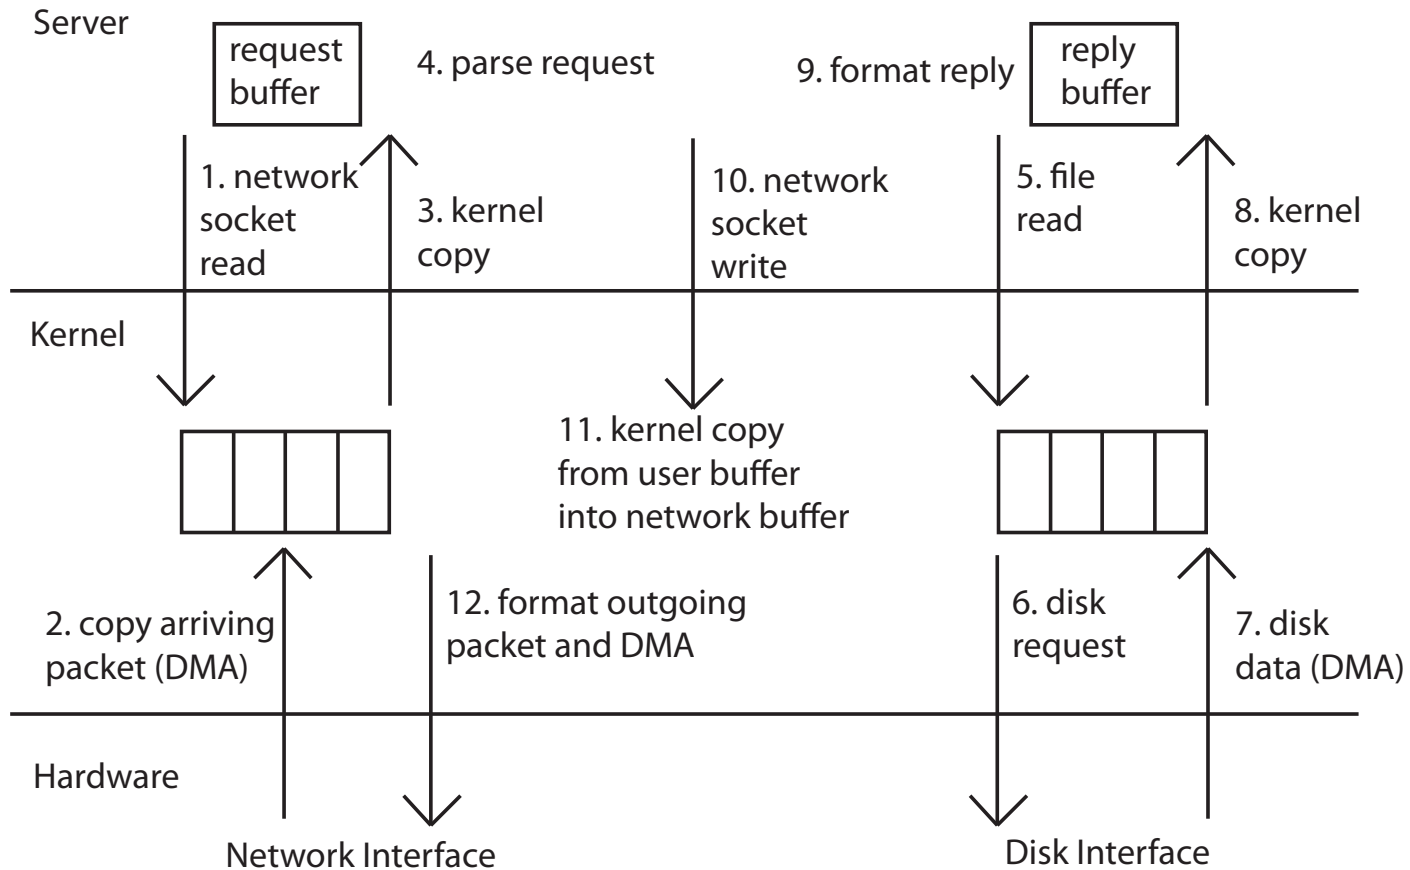 Server
request
buffer
4. parse request
9. format reply
reply
buffer
1. network
socket
read
3. kernel
copy
10. network
socket
write
5. file
read
8. kernel
copy
Kernel
11. kernel copy
from user buffer
into network buffer
2. copy arriving
packet (DMA)
12. format outgoing
packet and DMA
6. disk
request
7. disk
data (DMA)
Hardware
Network Interface
Disk Interface